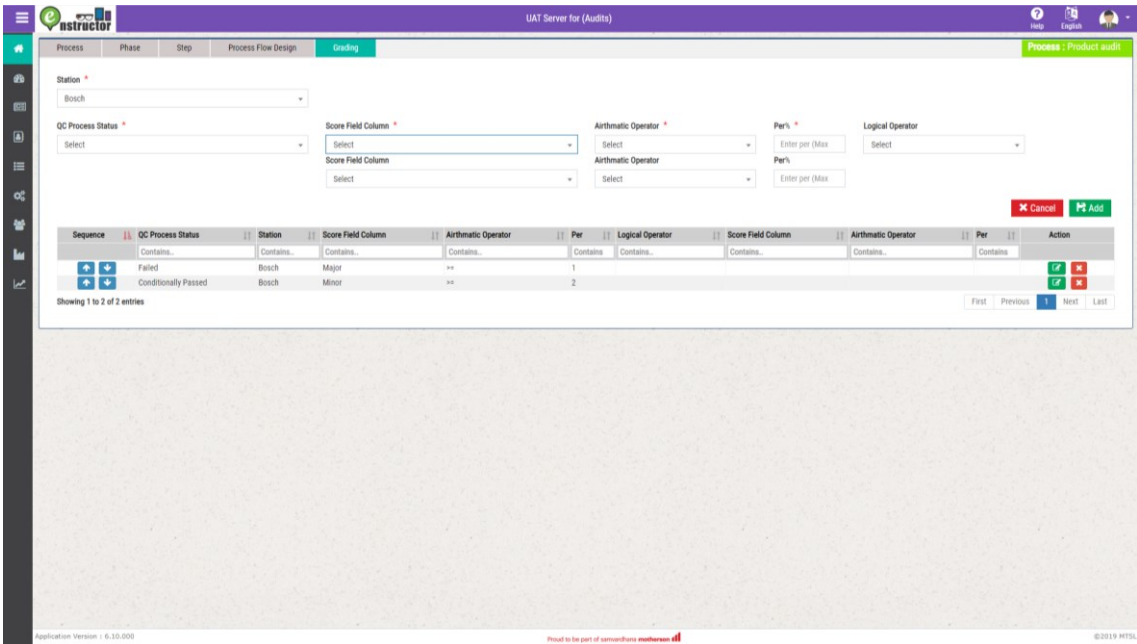 e nstructor
UAT Server for (Audits)
Help
English
Process Phase Step Process Flow Design Grading
Process : Product audit
Station *
Bosch
QC Process Status * Score Field Column * Airthmatic Operator * Per% * Logical Operator
Select Select Select Enter per (Max Select
Score Field Column Airthmatic Operator Per%
Select Select Enter per (Max
Cancel Add
Sequence QC Process Status Station Score Field Column Airthmatic Operator Per Logical Operator Score Field Column Airthmatic Operator Per Action
Contains.. Contains.. Contains.. Contains.. Contains Contains.. Contains.. Contains.. Contains
Failed Bosch Major >= 1
Conditionally Passed Bosch Minor >= 2
Showing 1 to 2 of 2 entries
First Previous 1 Next Last
Application Version : 6.10.000
Proud to be part of samvardhana motherson
©2019 MTSL